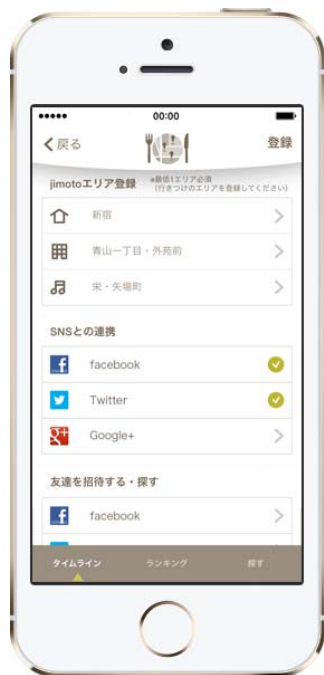 00:00
戻る
登録
jimotoエリア登録 *最低1エリア必須
(行きつけのエリアを登録してください)
新宿
青山一丁目・外苑前
栄・矢場町
SNSとの連携
facebook
Twitter
Google+
友達を招待する・探す
facebook
タイムライン ランキング 探す